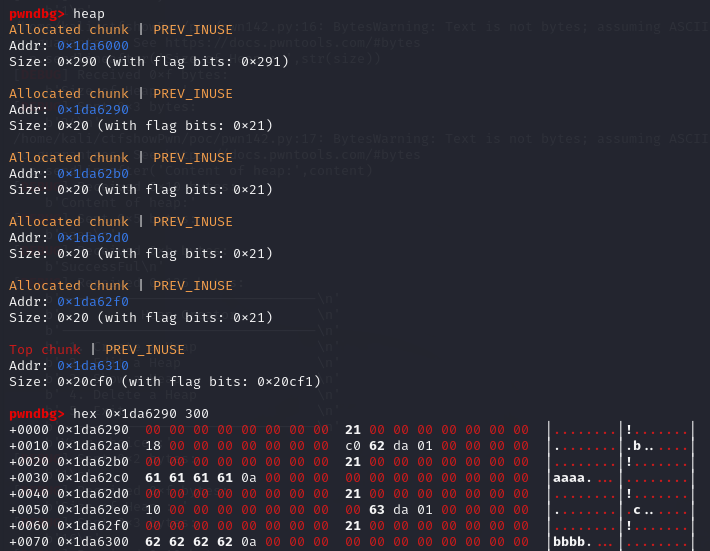 pwndbg> heap
Allocated chunk | PREV_INUSE
Addr: 0x1da6000
Size: 0x290 (with flag bits: 0x291)
Allocated chunk | PREV_INUSE
Addr: 0x1da6290
Size: 0x20 (with flag bits: 0x21)
Allocated chunk | PREV_INUSE
Addr: 0x1da62b0
Size: 0x20 (with flag bits: 0x21)
Allocated chunk | PREV_INUSE
Addr: 0x1da62d0
Size: 0x20 (with flag bits: 0x21)
Allocated chunk | PREV_INUSE
Addr: 0x1da62f0
Size: 0x20 (with flag bits: 0x21)
Top chunk | PREV_INUSE
Addr: 0x1da6310
Size: 0x20cf0 (with flag bits: 0x20cf1)
pwndbg> hex 0x1da6290 300
+0000 0x1da6290 00 00 00 00 00 00 00 00 21 00 00 00 00 00 00 00 |........|!.......|
+0010 0x1da62a0 18 00 00 00 00 00 00 00 c0 62 da 01 00 00 00 00 |........|.b......|
+0020 0x1da62b0 00 00 00 00 00 00 00 00 21 00 00 00 00 00 00 00 |........|!.......|
+0030 0x1da62c0 61 61 61 61 0a 00 00 00 00 00 00 00 00 00 00 00 |aaaa....|........|
+0040 0x1da62d0 00 00 00 00 00 00 00 00 21 00 00 00 00 00 00 00 |........|!.......|
+0050 0x1da62e0 10 00 00 00 00 00 00 00 00 63 da 01 00 00 00 00 |........|.c......|
+0060 0x1da62f0 00 00 00 00 00 00 00 00 21 00 00 00 00 00 00 00 |........|!.......|
+0070 0x1da6300 62 62 62 62 0a 00 00 00 00 00 00 00 00 00 00 00 |bbbb....|........|